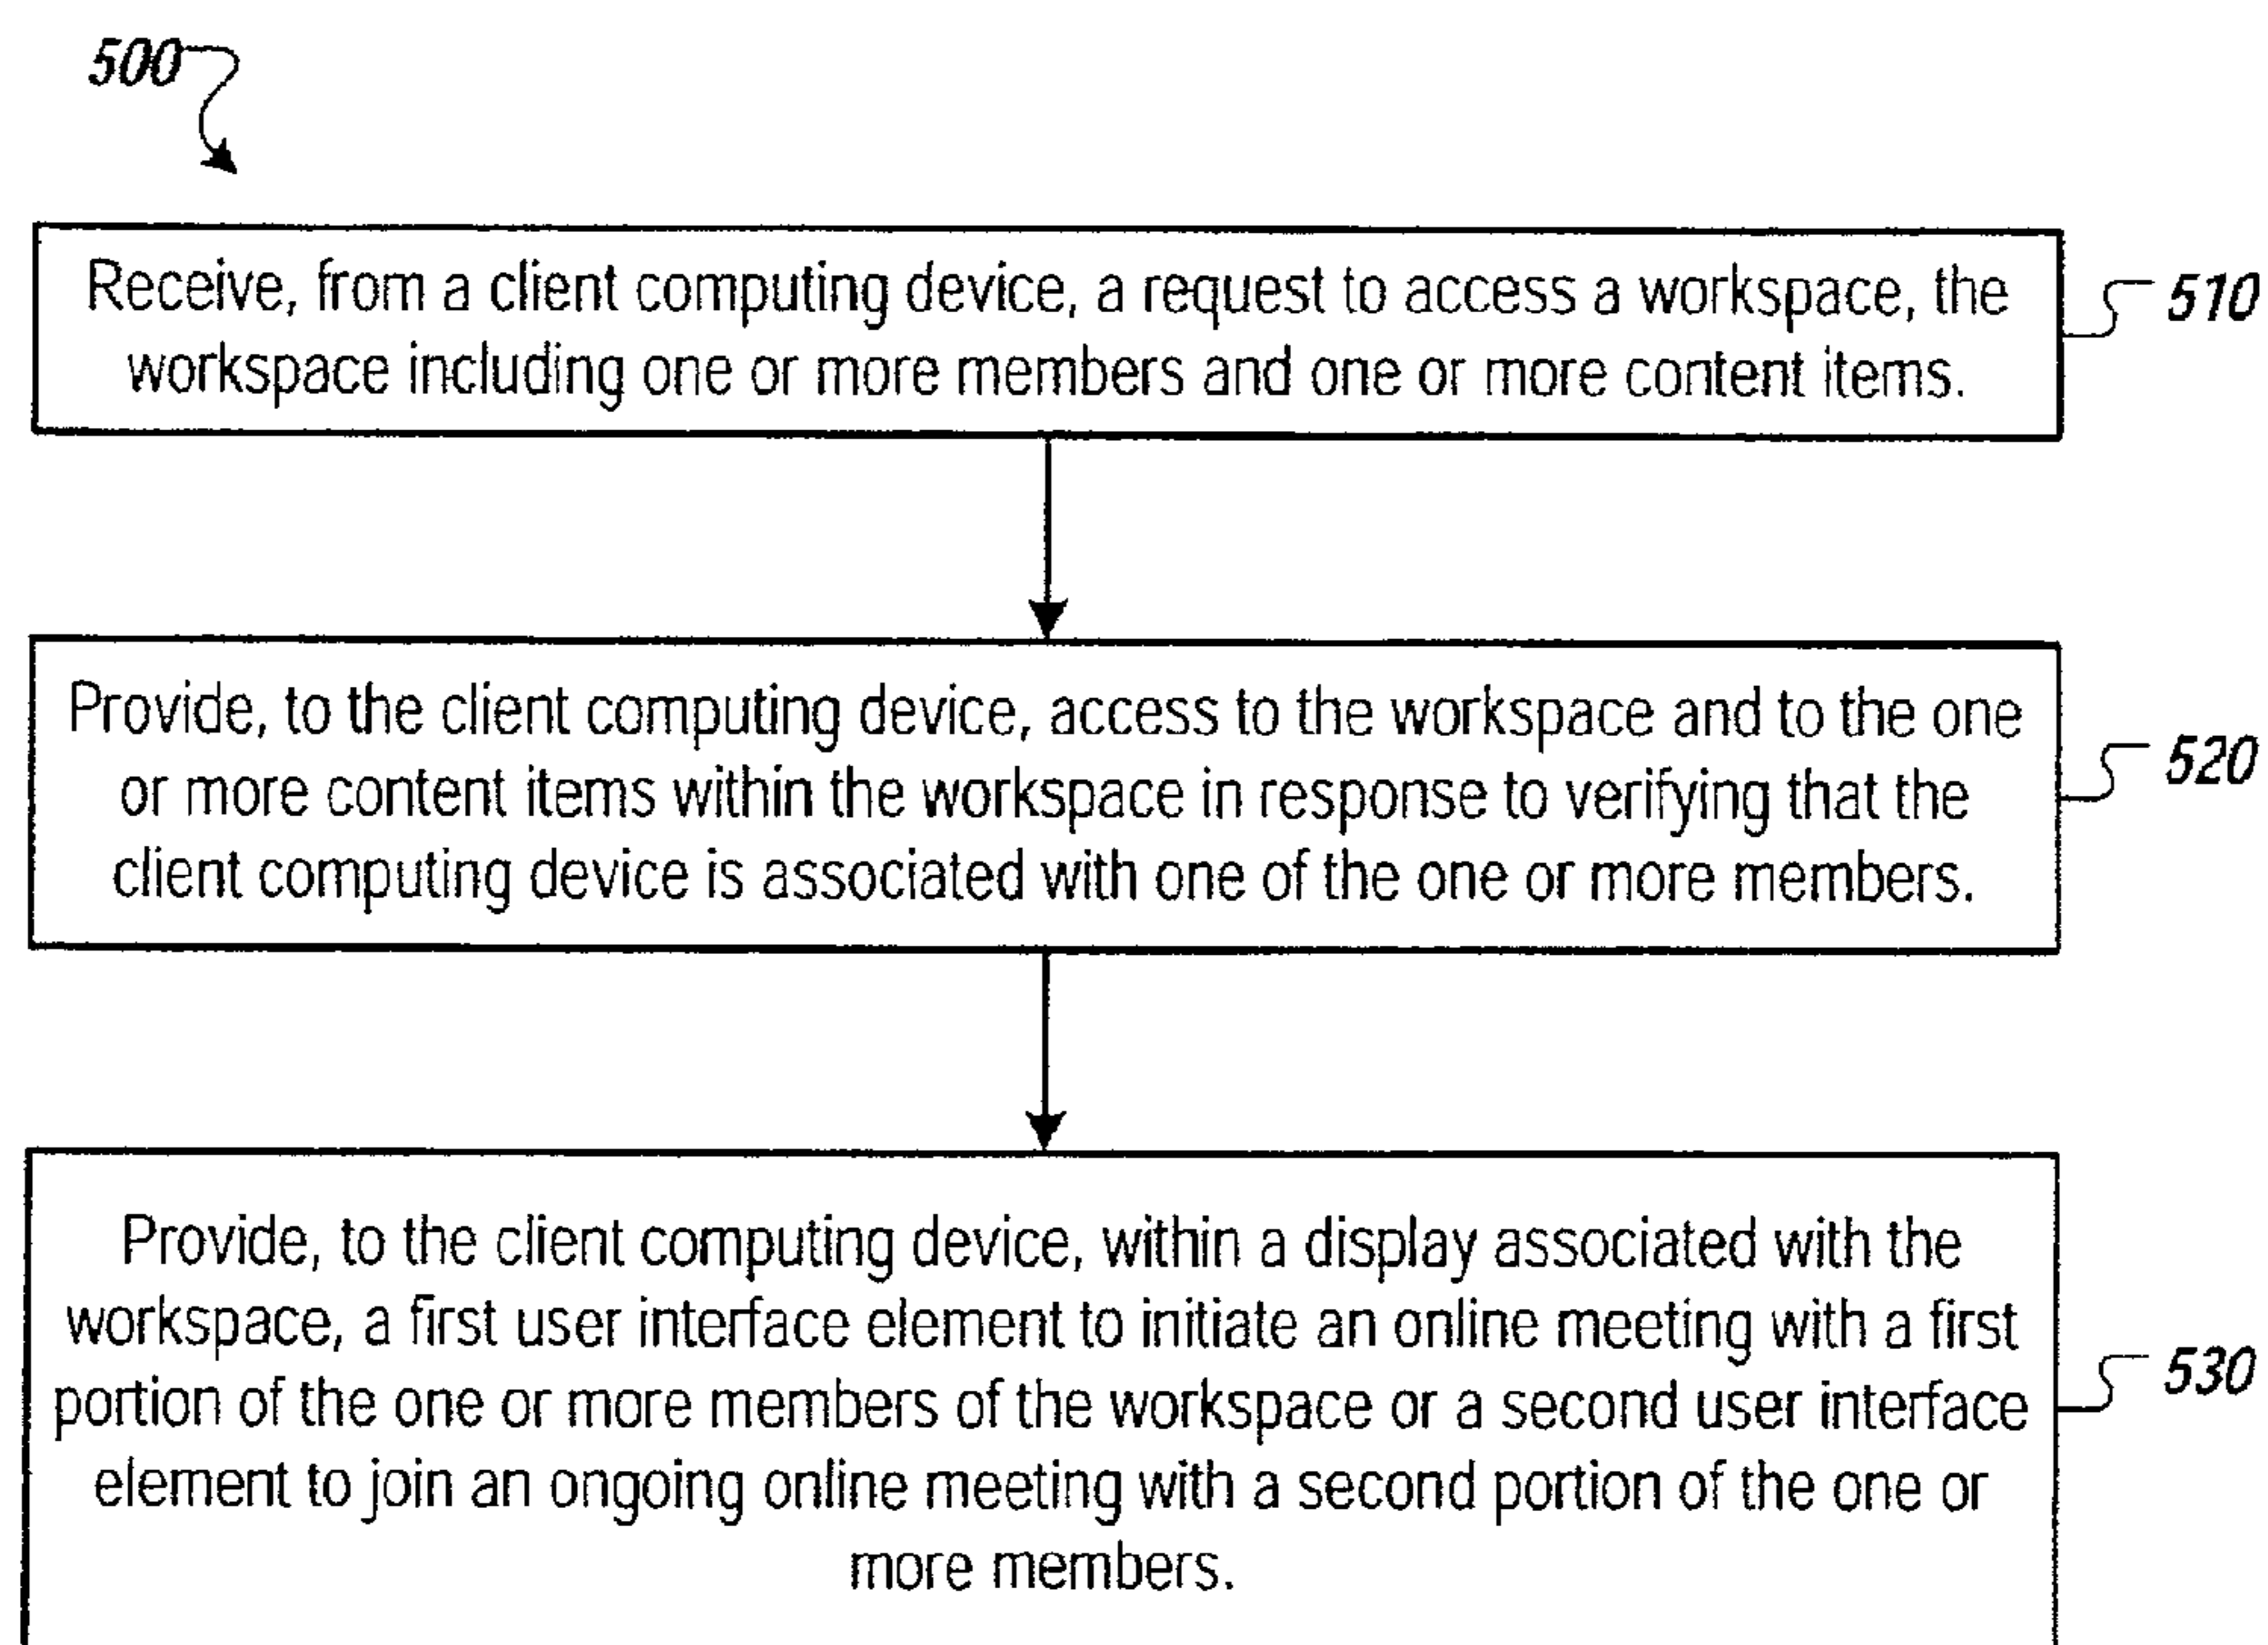 500
Receive, from a client computing device, a request to access a workspace, the
workspace including one or more members and one or more content items.
510
Provide, to the client computing device, access to the workspace and to the one
or more content items within the workspace in response to verifying that the
client computing device is associated with one of the one or more members.
520
Provide, to the client computing device, within a display associated with the
workspace, a first user interface element to initiate an online meeting with a first
portion of the one or more members of the workspace or a second user interface
element to join an ongoing online meeting with a second portion of the one or
more members.
530